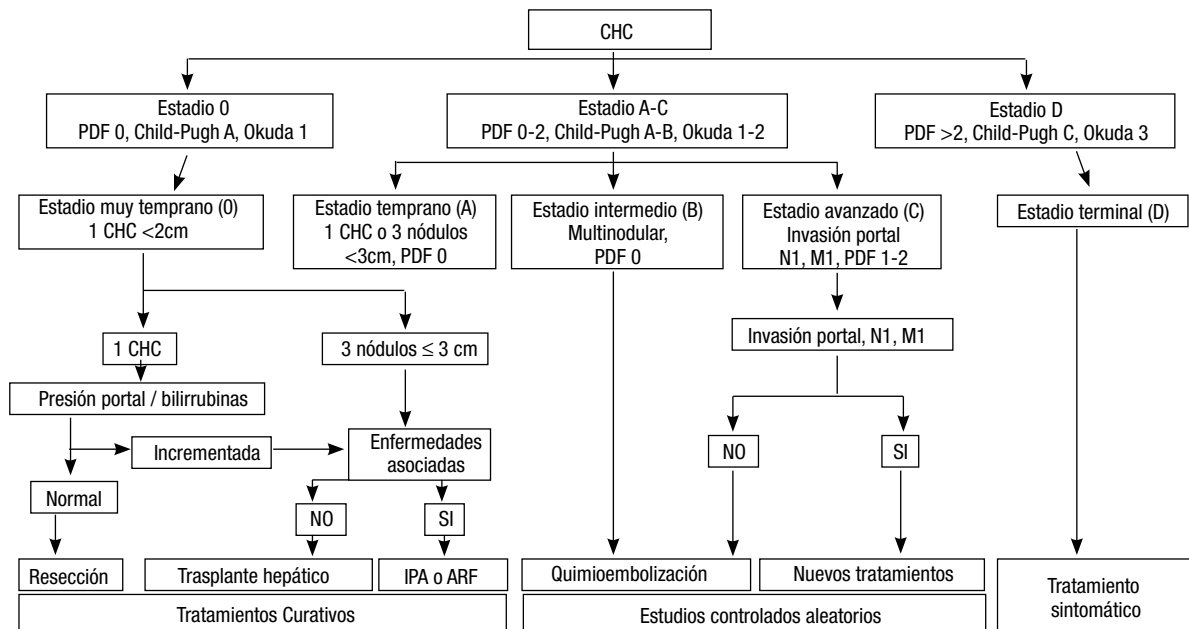 CHC
Estadio 0
PDF 0, Child-Pugh A, Okuda 1
Estadio A-C
PDF 0-2, Child-Pugh A-B, Okuda 1-2
Estadio D
PDF >2, Child-Pugh C, Okuda 3
Estadio muy temprano (0)
1 CHC <2cm
Estadio temprano (A)
1 CHC o 3 nódulos
<3cm, PDF 0
Estadio intermedio (B)
Multinodular,
PDF 0
Estadio avanzado (C)
Invasión portal
N1, M1, PDF 1-2
Estadio terminal (D)
1 CHC
3 nódulos ≤ 3 cm
Invasión portal, N1, M1
Presión portal / bilirrubinas
Incrementada
Enfermedades
asociadas
NO
SI
Normal
NO
SI
Resección
Trasplante hepático
IPA o ARF
Quimioembolización
Nuevos tratamientos
Tratamiento
sintomático
Tratamientos Curativos
Estudios controlados aleatorios